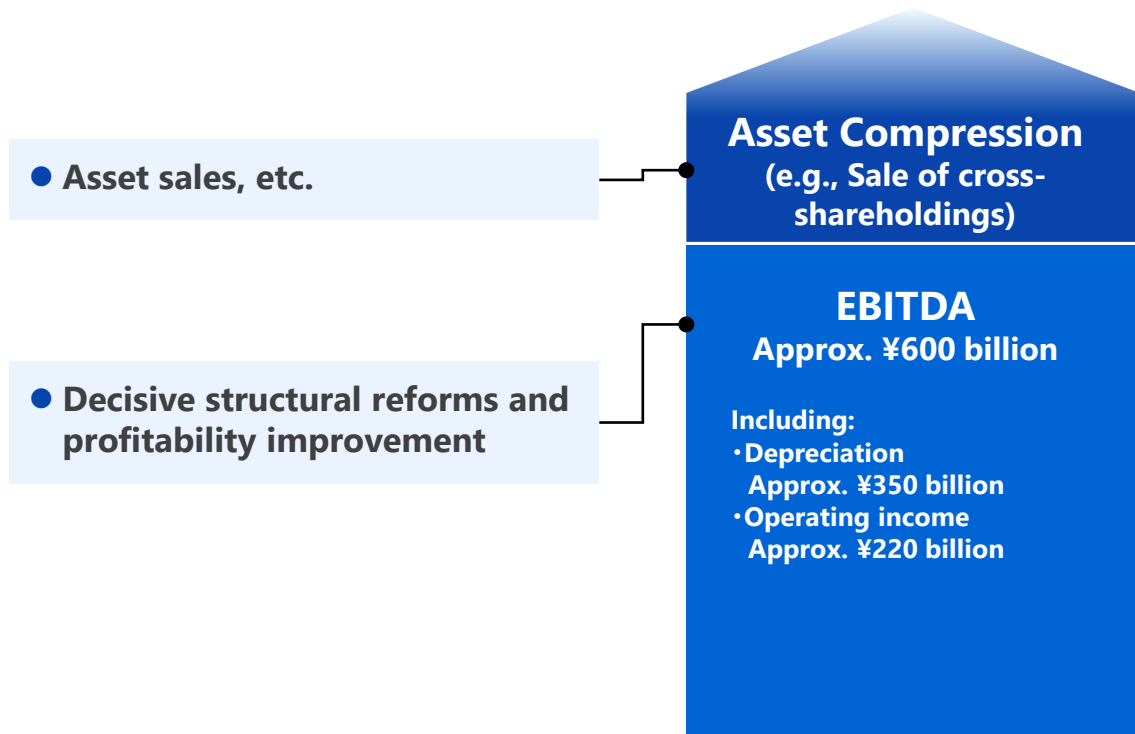 Asset Compression
(e.g., Sale of cross-
shareholdings)
● Asset sales, etc.
EBITDA
Approx. ¥600 billion
● Decisive structural reforms and
profitability improvement
Including:
・Depreciation
Approx. ¥350 billion
・Operating income
Approx. ¥220 billion